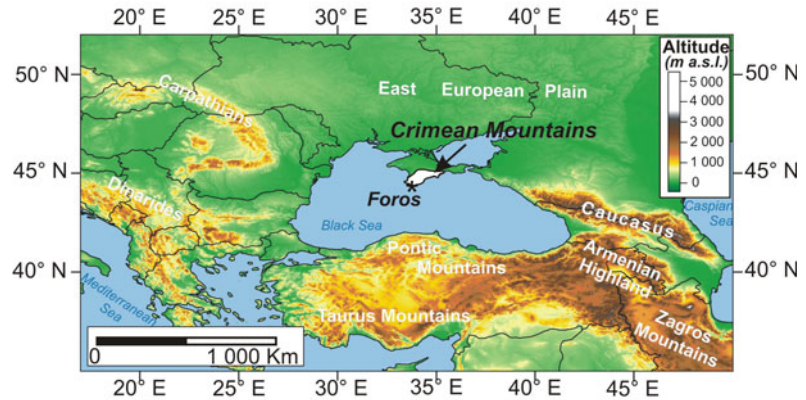 20° E 25° E 30° E 35° E 40° E 45° E
50° N
45° N
40° N
50° N
45° N
40° N
Altitude
(m a.s.l.)
5 000
4 000
3 000
2 000
1 000
0
Carpathians
East European Plain
Crimean Mountains
Foros
Dinarides
Black Sea
Caucasus
Caspian
Sea
Pontic
Mountains
Armenian
Highland
Mediterranean
Sea
Taurus Mountains
Zagros
Mountains
0 1 000 Km
20° E 25° E 30° E 35° E 40° E 45° E